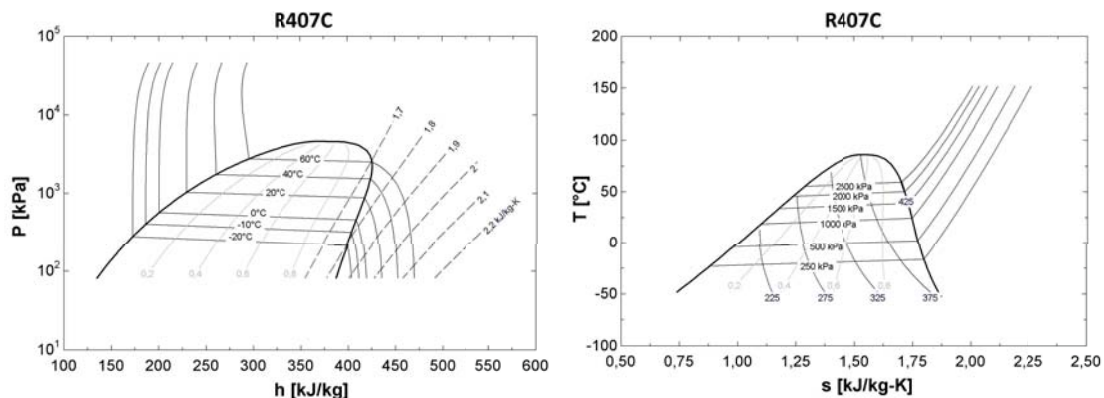 R407C
10⁵
10⁴
10³
10²
10¹
P [kPa]
60°C
40°C
20°C
0°C
-10°C
-20°C
0,2
0,4
0,6
0,8
1,7
1,8
1,9
2,1
2,2 kJ/kg-K
100 150 200 250 300 350 400 450 500 550 600
h [kJ/kg]
R407C
200
150
100
50
0
-50
-100
T [°C]
2500 kPa
2000 kPa
1500 kPa
1000 kPa
500 kPa
250 kPa
425
0,2
0,4
0,6
0,8
225
275
325
375
0,50 0,75 1,00 1,25 1,50 1,75 2,00 2,25 2,50
s [kJ/kg-K]